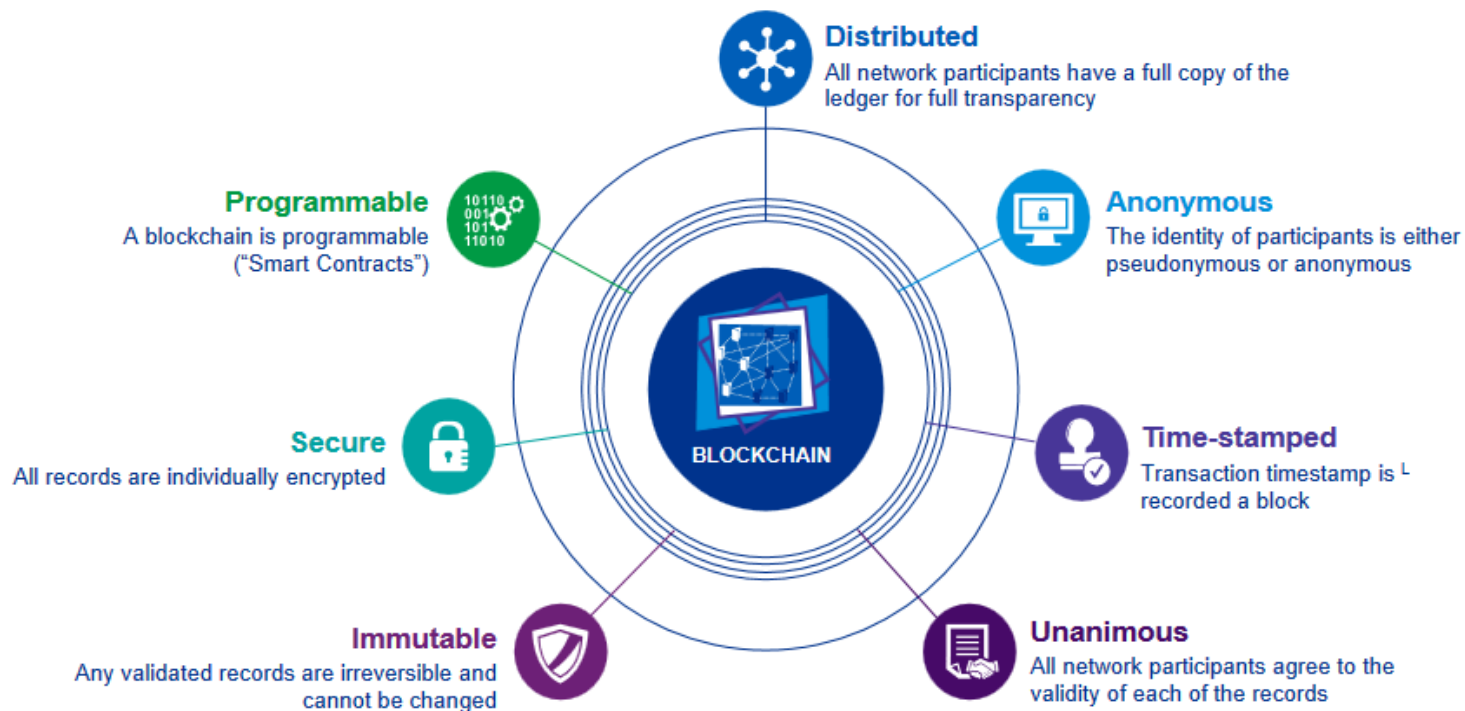 Distributed
All network participants have a full copy of the
ledger for full transparency
Programmable
A blockchain is programmable
(“Smart Contracts”)
10110
001
101
11010
Anonymous
The identity of participants is either
pseudonymous or anonymous
Secure
All records are individually encrypted
BLOCKCHAIN
Time-stamped
Transaction timestamp is └
recorded a block
Immutable
Any validated records are irreversible and
cannot be changed
Unanimous
All network participants agree to the
validity of each of the records